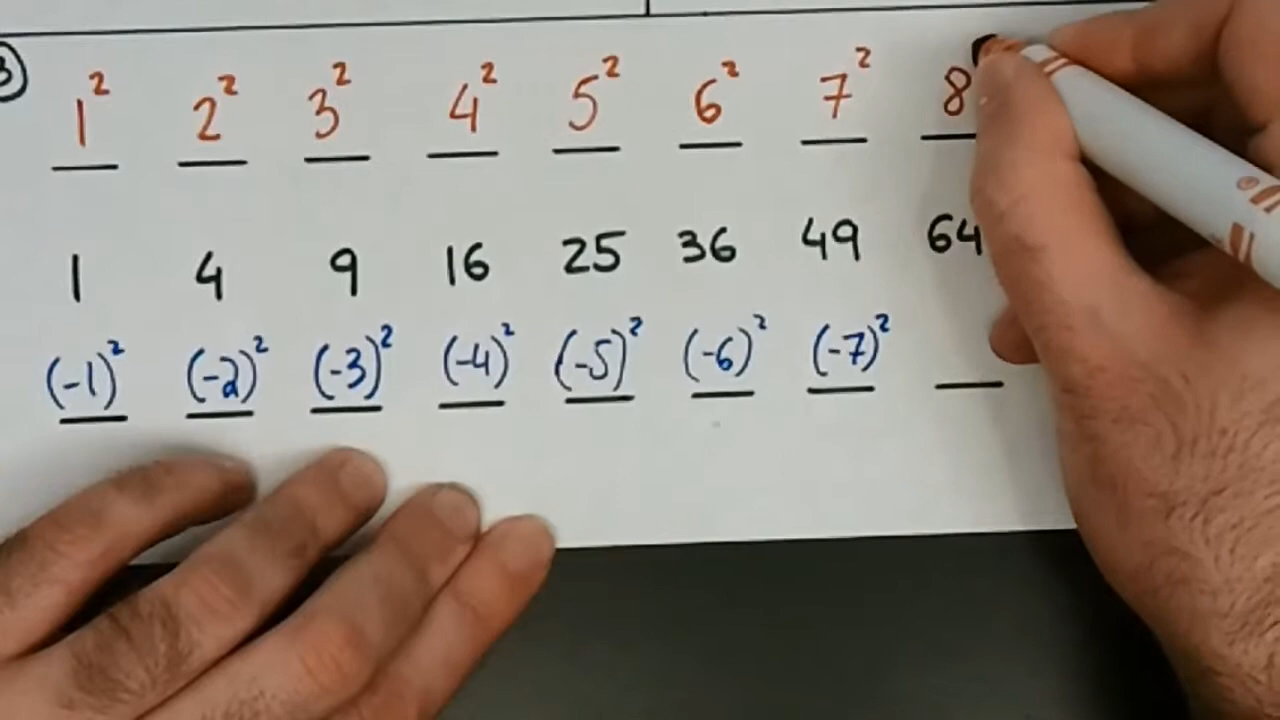 3 1² 2² 3² 4² 5² 6² 7² 8
1 4 9 16 25 36 49 64
(-1)² (-2)² (-3)² (-4)² (-5)² (-6)² (-7)²